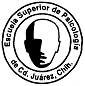 Escuela Superior de Psicología
de Cd. Juárez, Chih.